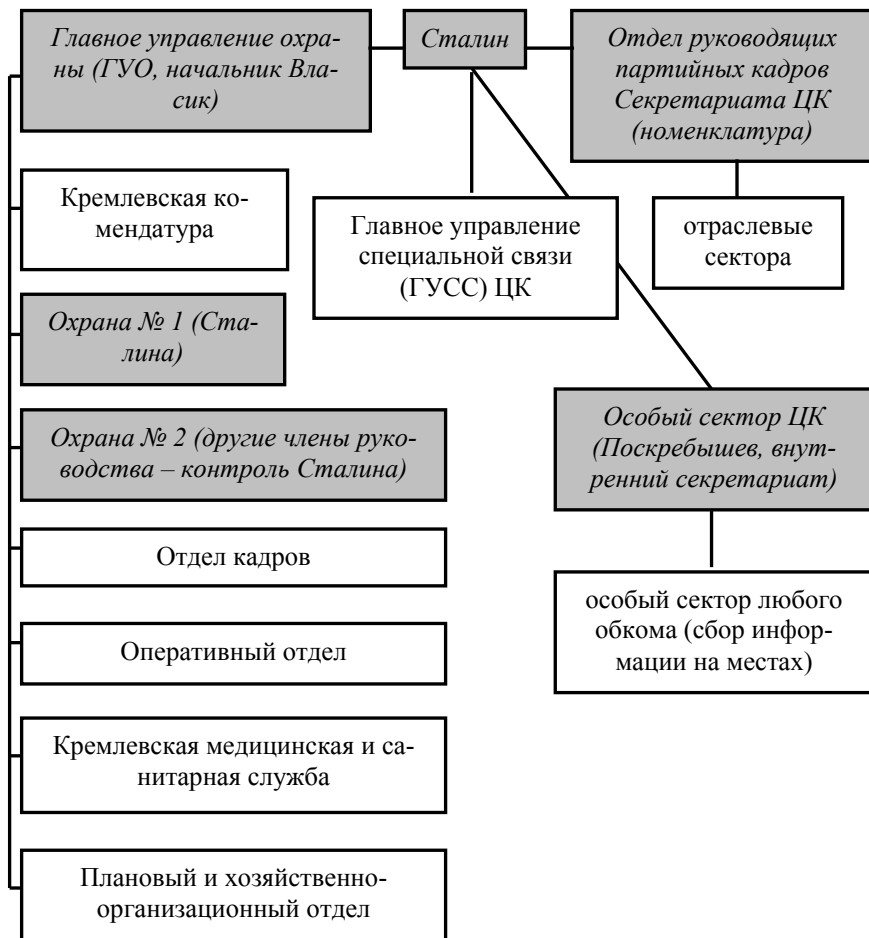 Главное управление охра-
ны (ГУО, начальник Вла-
сик)
Сталин
Отдел руководящих
партийных кадров
Секретариата ЦК
(номенклатура)
Кремлевская ко-
мендатура
Главное управление
специальной связи
(ГУСС) ЦК
отраслевые
сектора
Охрана № 1 (Ста-
лина)
Охрана № 2 (другие члены руко-
водства – контроль Сталина)
Особый сектор ЦК
(Поскребышев, внут-
ренний секретариат)
Отдел кадров
особый сектор любого
обкома (сбор инфор-
мации на местах)
Оперативный отдел
Кремлевская медицинская и са-
нитарная служба
Плановый и хозяйственно-
организационный отдел